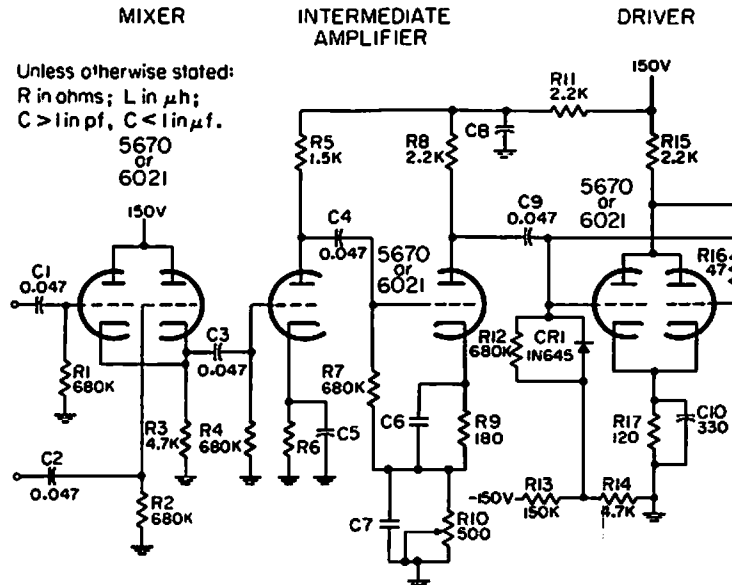 MIXER
INTERMEDIATE
AMPLIFIER
DRIVER
Unless otherwise stated:
R in ohms; L in μh;
C > 1 in pf, C < 1 in μf.
5670
or
6021
150V
C1
0.047
R1
680K
C2
0.047
R2
680K
R3
4.7K
C3
0.047
R4
680K
R5
1.5K
C4
0.047
R6
C5
R7
680K
5670
or
6021
R8
2.2K
C8
R11
2.2K
150V
R15
2.2K
C9
0.047
5670
or
6021
R16
47
R12
680K
CR1
1N645
C6
R9
180
C7
R10
500
-150V
R13
150K
R14
4.7K
R17
120
C10
330